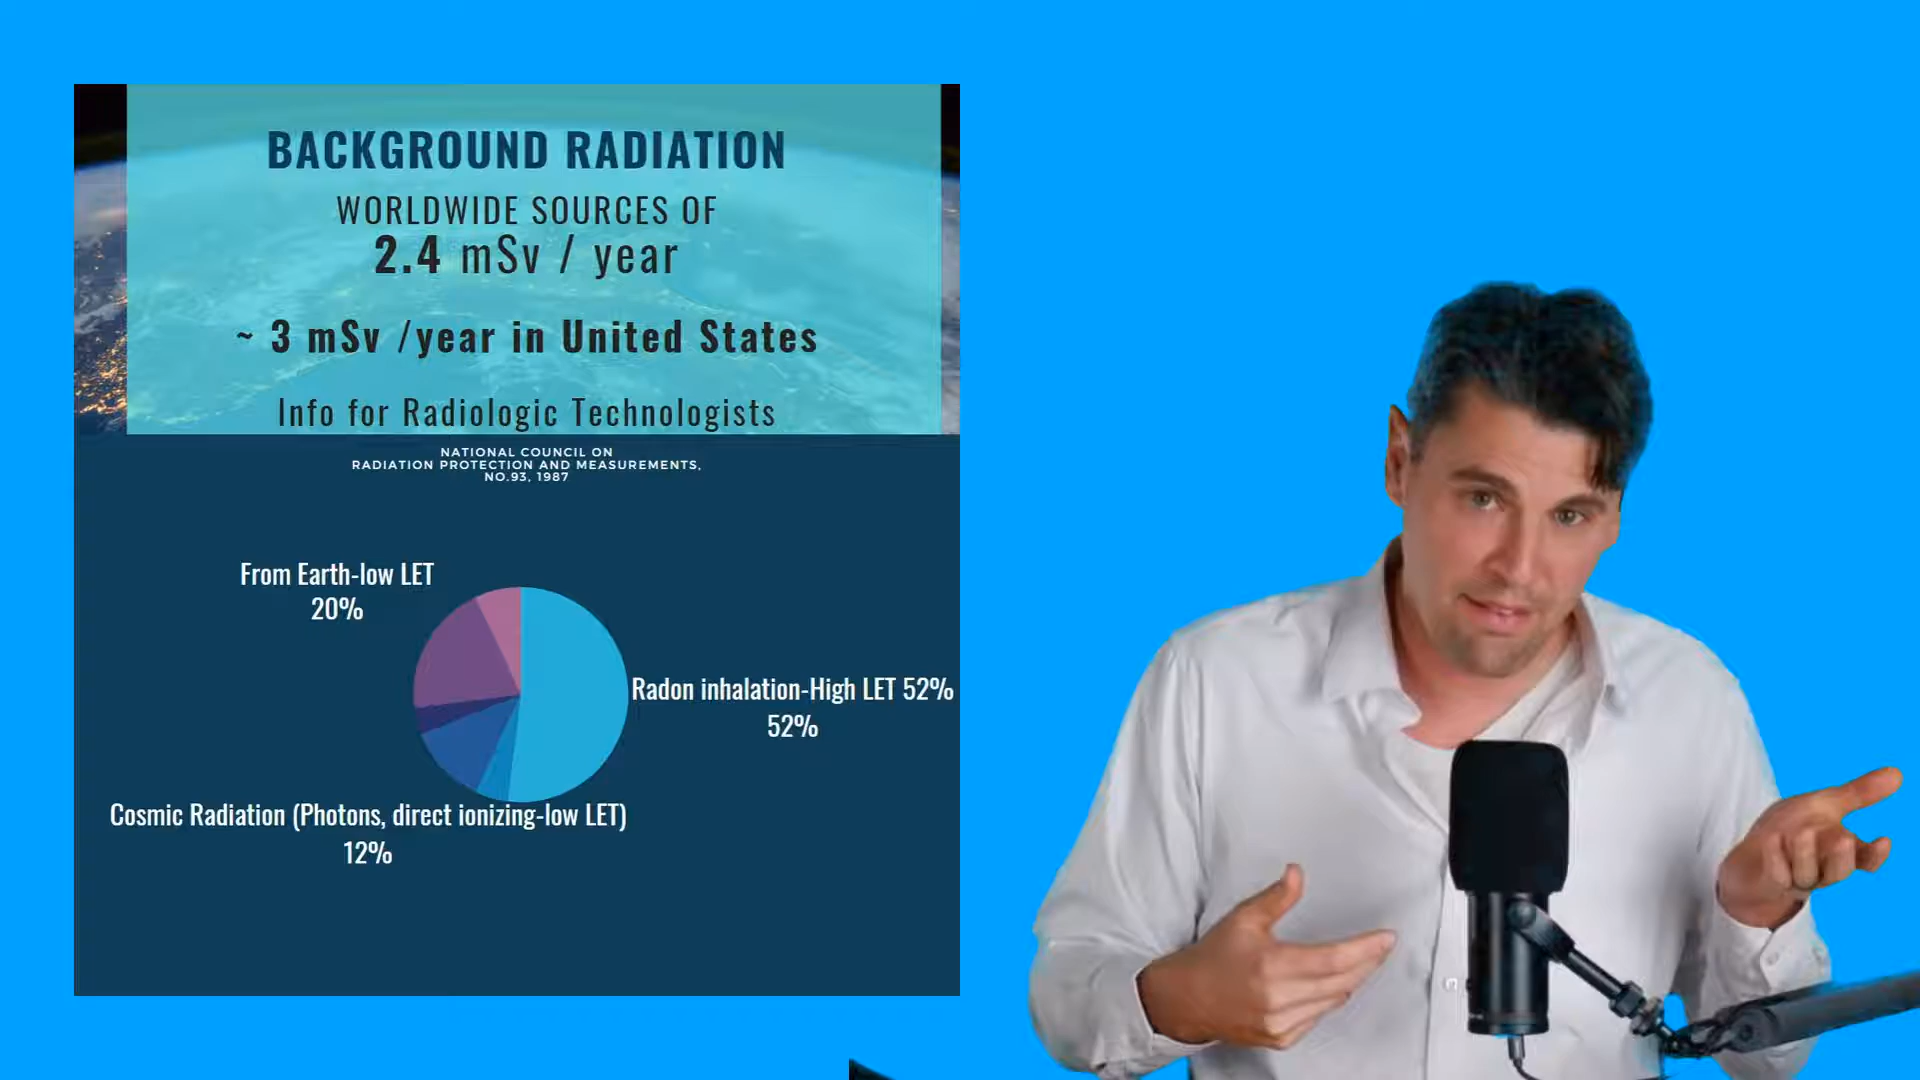 BACKGROUND RADIATION
WORLDWIDE SOURCES OF
2.4 mSv / year
~ 3 mSv /year in United States
Info for Radiologic Technologists
NATIONAL COUNCIL ON
RADIATION PROTECTION AND MEASUREMENTS,
NO.93, 1987
From Earth-low LET
20%
Radon inhalation-High LET 52%
52%
Cosmic Radiation (Photons, direct ionizing-low LET)
12%